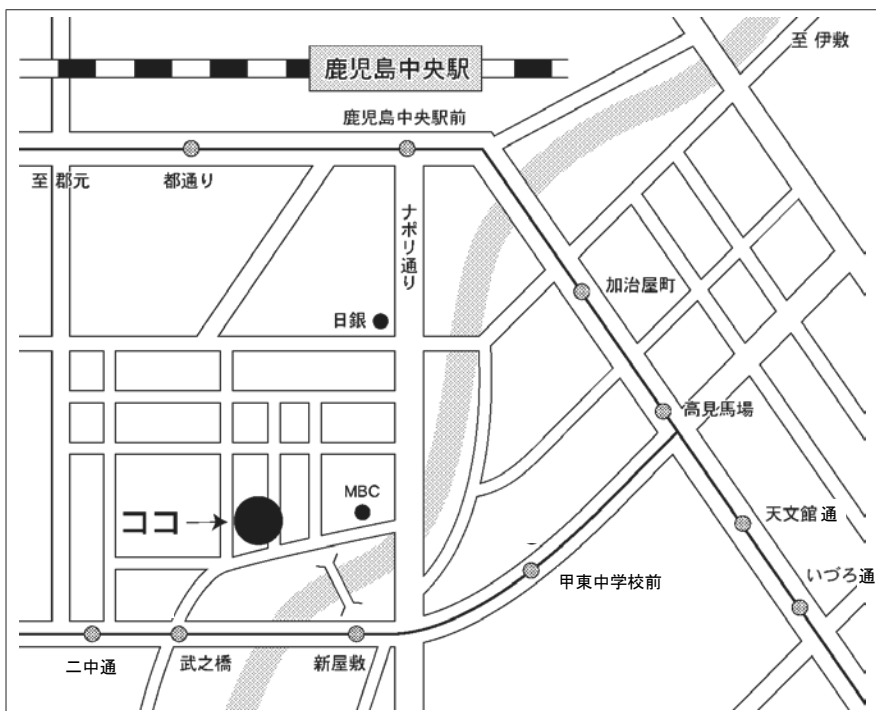 至 伊敷
鹿児島中央駅
鹿児島中央駅前
至 郡元
都通り
ナポリ通り
加治屋町
日銀
高見馬場
MBC
ココ
天文館通
いづろ通
甲東中学校前
二中通
武之橋
新屋敷